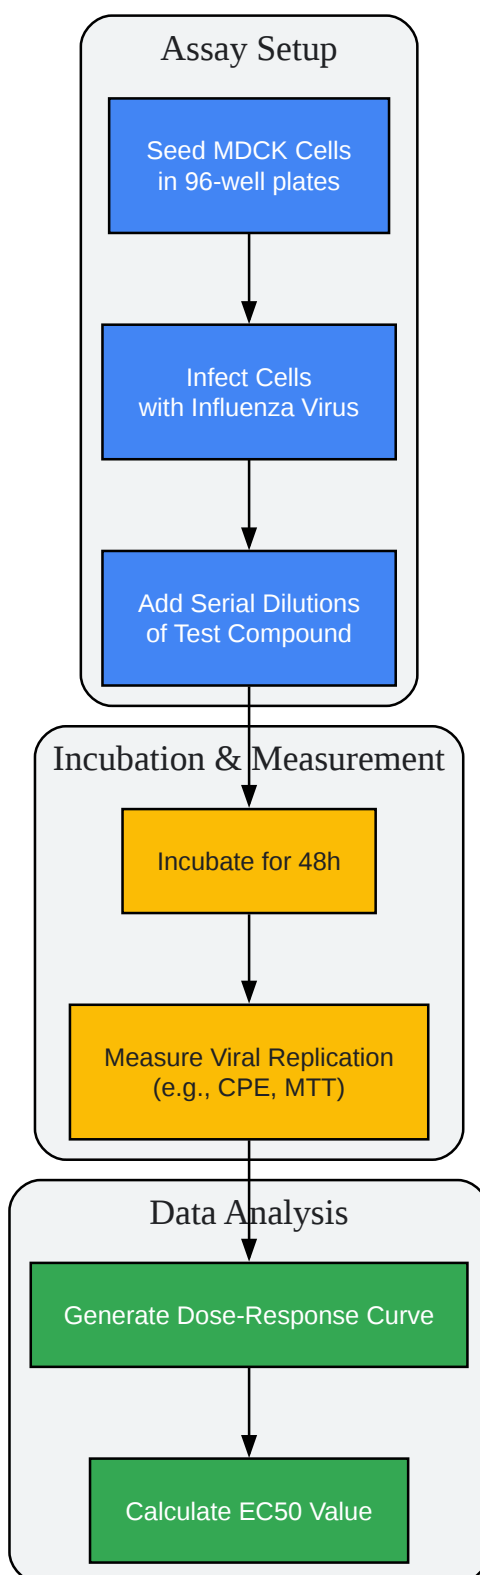 Assay Setup
Seed MDCK Cells
in 96-well plates
Infect Cells
with Influenza Virus
Add Serial Dilutions
of Test Compound
Incubation & Measurement
Incubate for 48h
Measure Viral Replication
(e.g., CPE, MTT)
Data Analysis
Generate Dose-Response Curve
Calculate EC50 Value